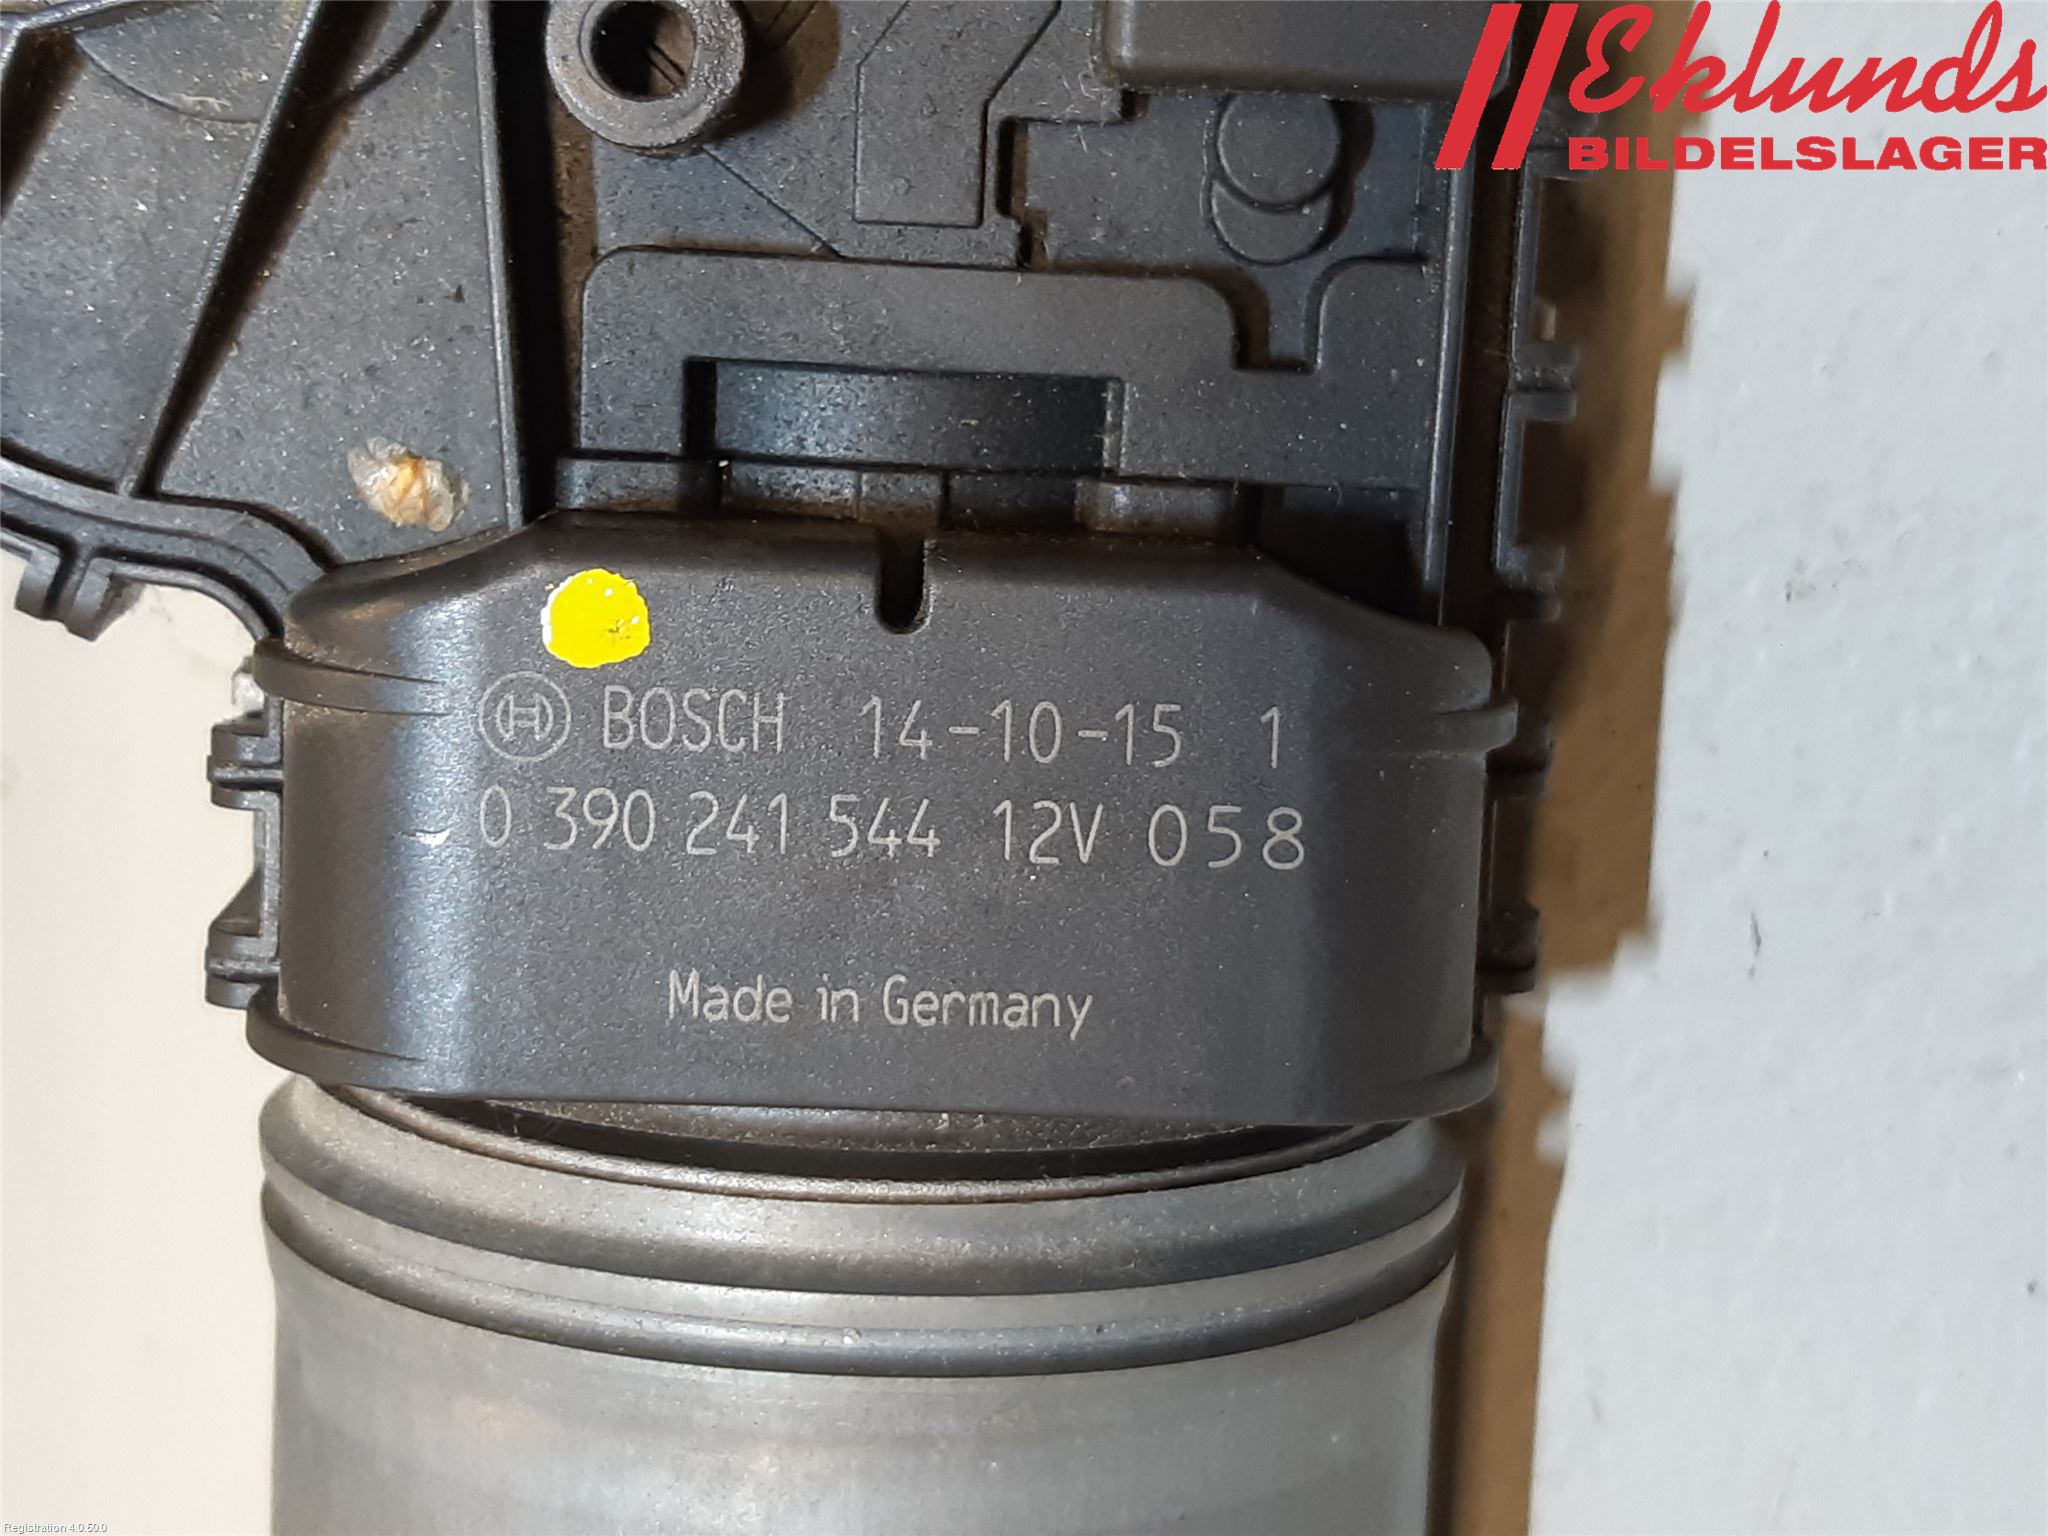 Eklunds
BILDELSLAGER
BOSCH 14-10-15 1
0 390 241 544 12V 058
Made in Germany
Registration 4.0.60.0